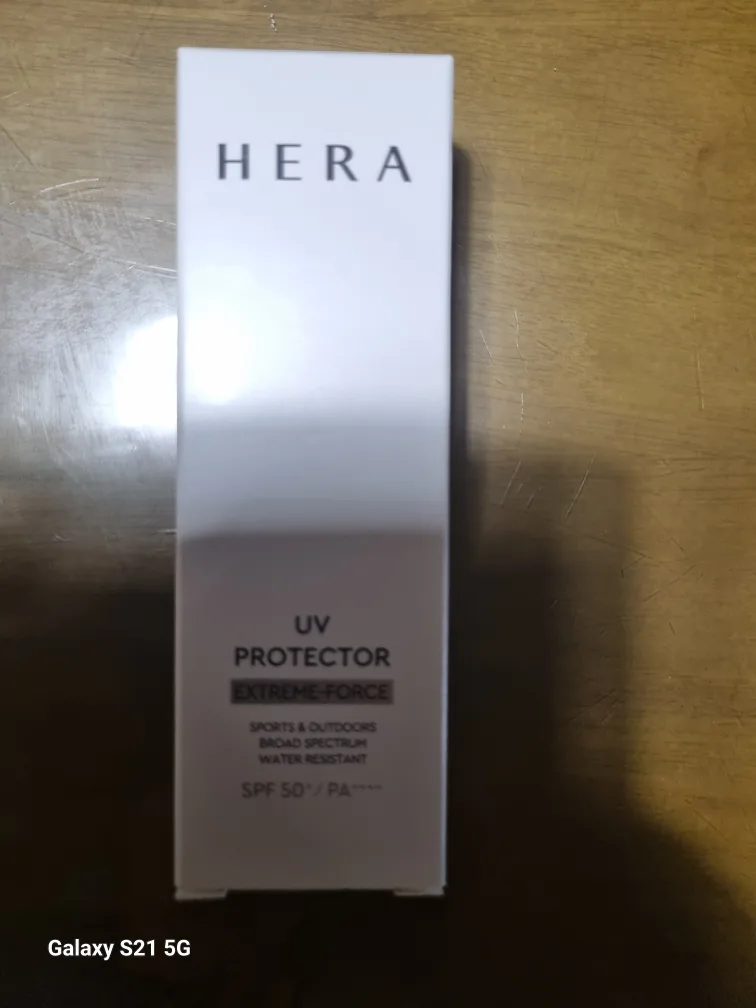 HERA
UV
PROTECTOR
EXTREME-FORCE
SPORTS & OUTDOORS
BROAD SPECTRUM
WATER RESISTANT
SPF 50+/ PA++++
Galaxy S21 5G